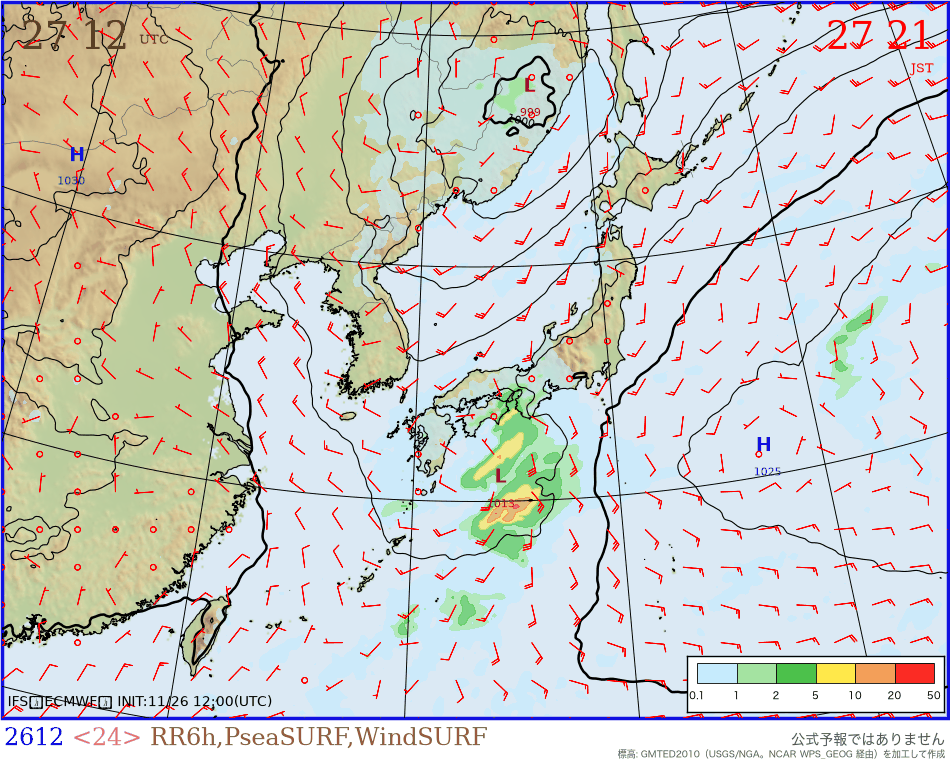 27 12 UTC
27 21
JST
L
999
1000
H
1030
H
1025
L
1013
0.1 1 2 5 10 20 50
IFS(ECMWF) INIT:11/26 12:00(UTC)
2612 <24> RR6h,PseaSURF,WindSURF
公式予報ではありません
標高: GMTED2010（USGS/NGA。NCAR WPS_GEOG 経由）を加工して作成